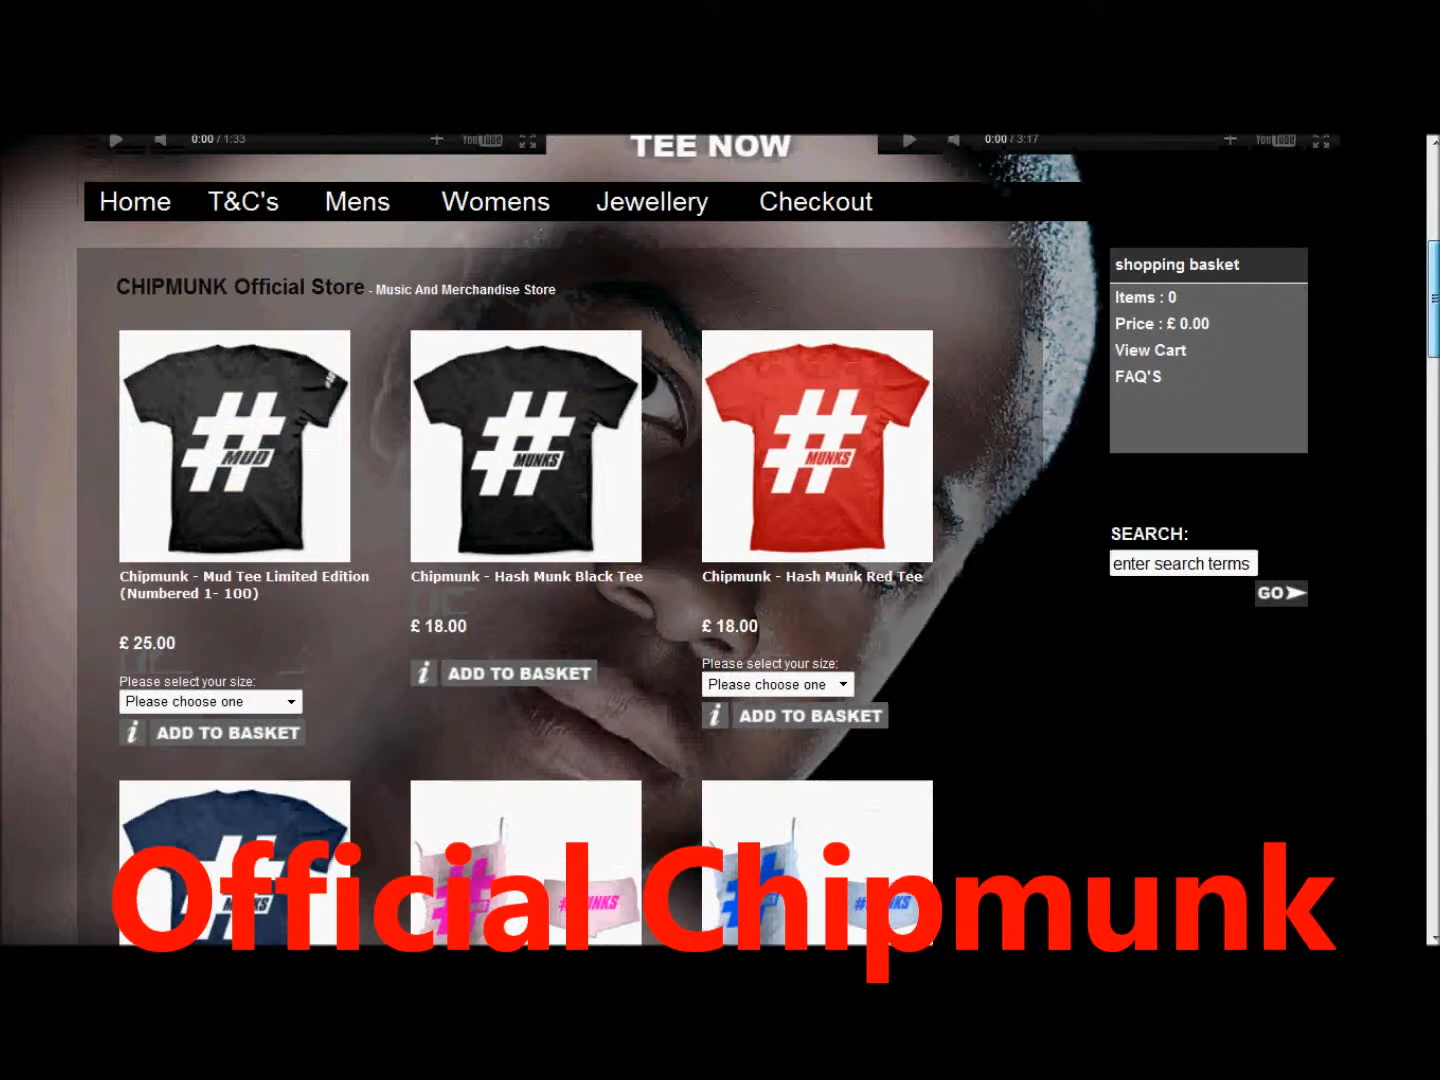 0:00 / 1:33
YouTube
TEE NOW
0:00 / 3:17
YouTube
Home T&C's Mens Womens Jewellery Checkout
CHIPMUNK Official Store - Music And Merchandise Store
shopping basket
Items : 0
Price : £ 0.00
View Cart
FAQ'S
# MUD
# MUNKS
# MUNKS
SEARCH:
enter search terms
GO
Chipmunk - Mud Tee Limited Edition
(Numbered 1- 100)
£ 25.00
Please select your size:
Please choose one
i ADD TO BASKET
Chipmunk - Hash Munk Black Tee
£ 18.00
i ADD TO BASKET
Chipmunk - Hash Munk Red Tee
£ 18.00
Please select your size:
Please choose one
i ADD TO BASKET
Official Chipmunk